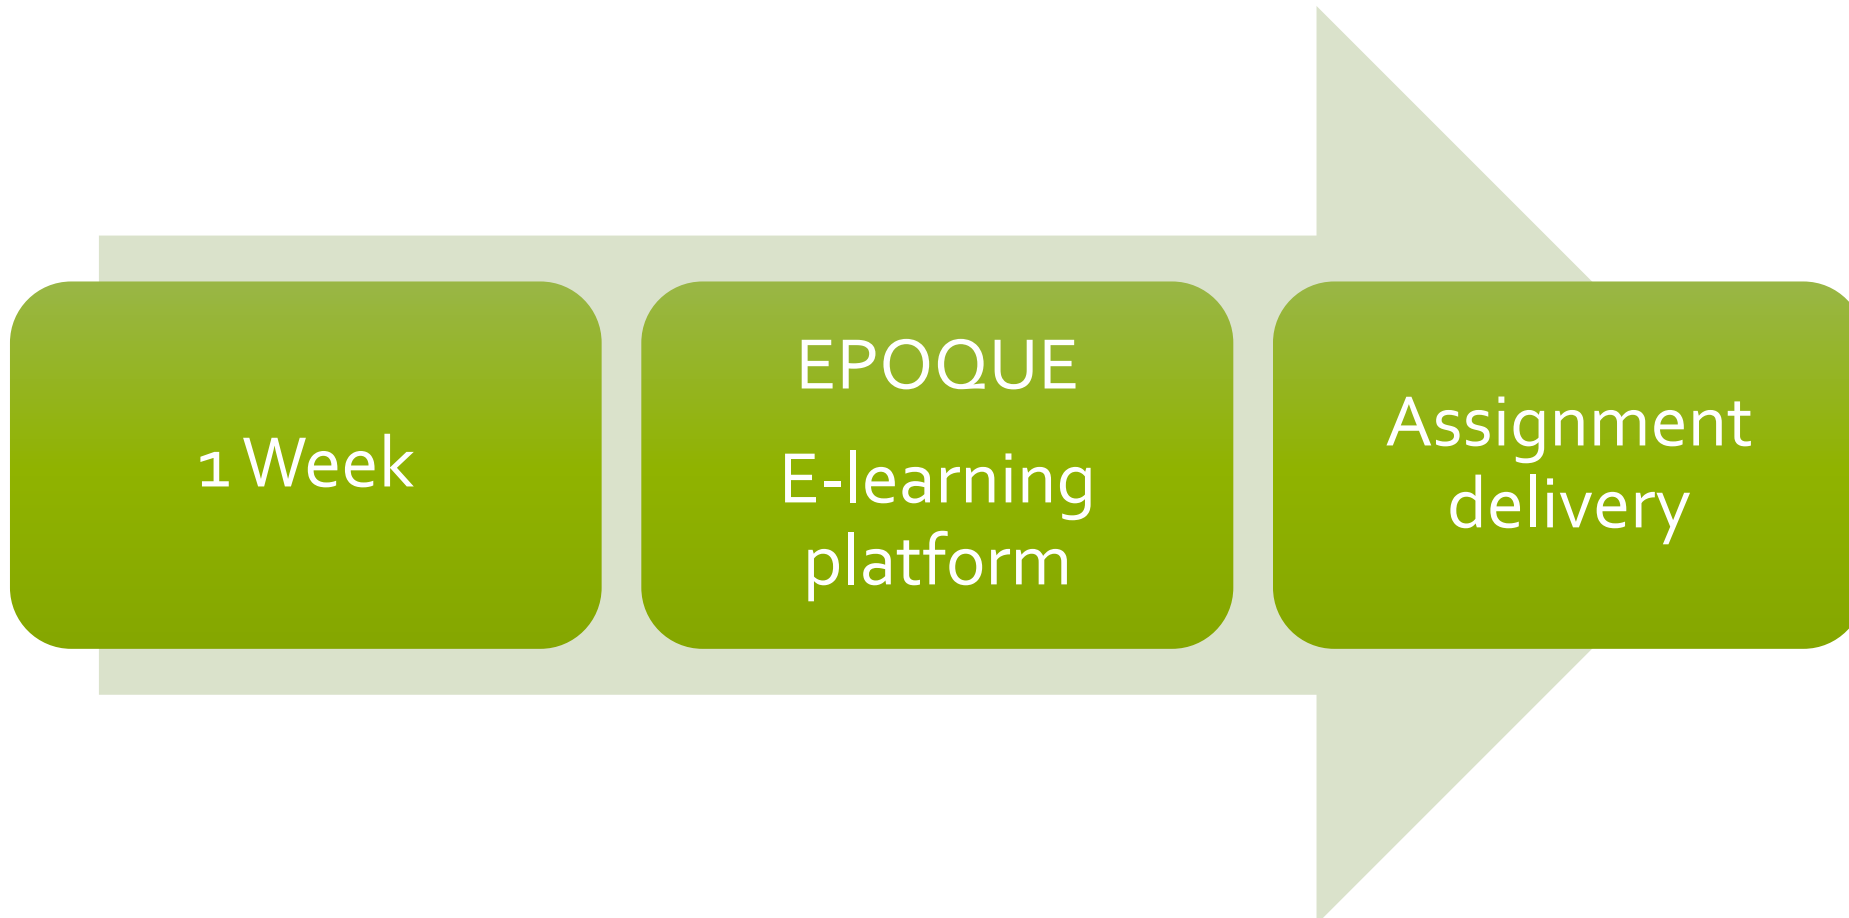 1 Week
EPOQUE
E-learning
platform
Assignment
delivery